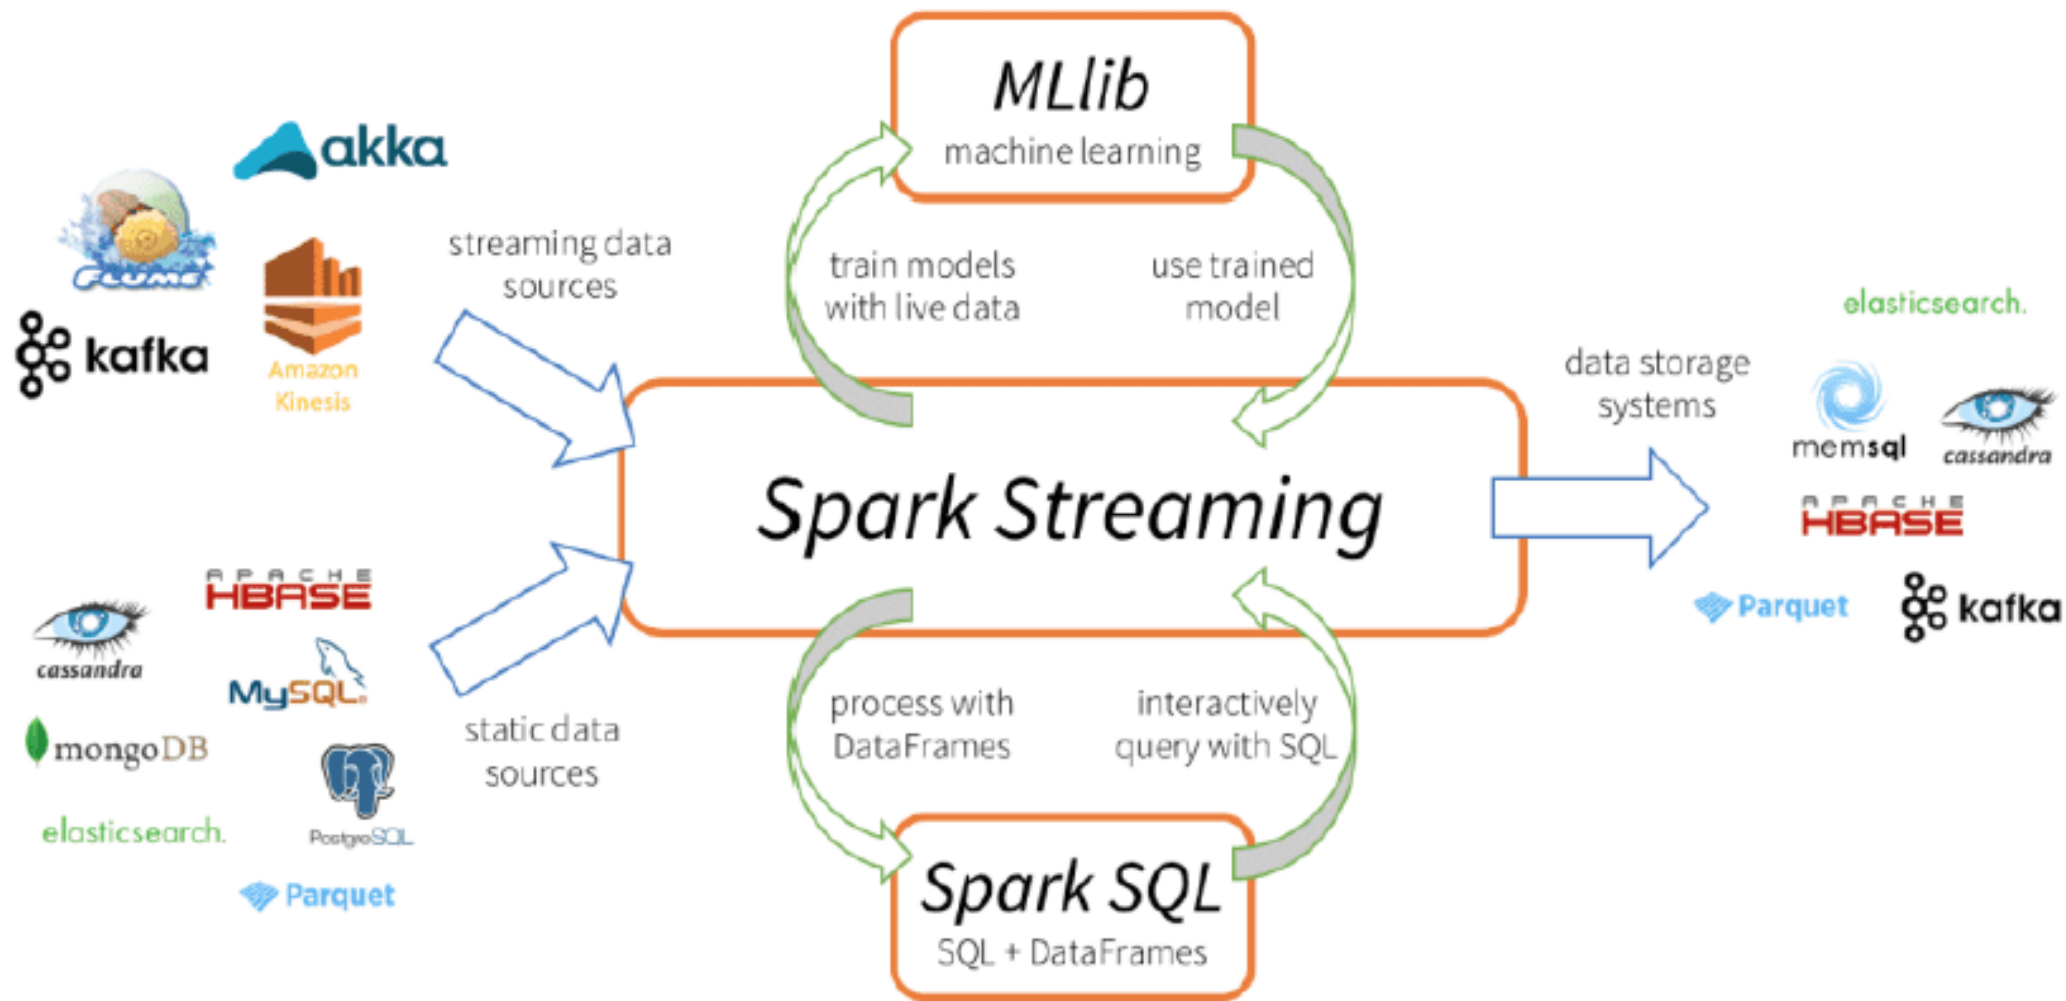 MLlib
machine learning
akka
FLUME
kafka
Amazon
Kinesis
streaming data
sources
train models
with live data
use trained
model
Spark Streaming
data storage
systems
elasticsearch.
memsql
cassandra
APACHE
HBASE
Parquet
kafka
APACHE
HBASE
cassandra
MySQL®
mongoDB
PostgreSQL
elasticsearch.
Parquet
static data
sources
process with
DataFrames
interactively
query with SQL
Spark SQL
SQL + DataFrames